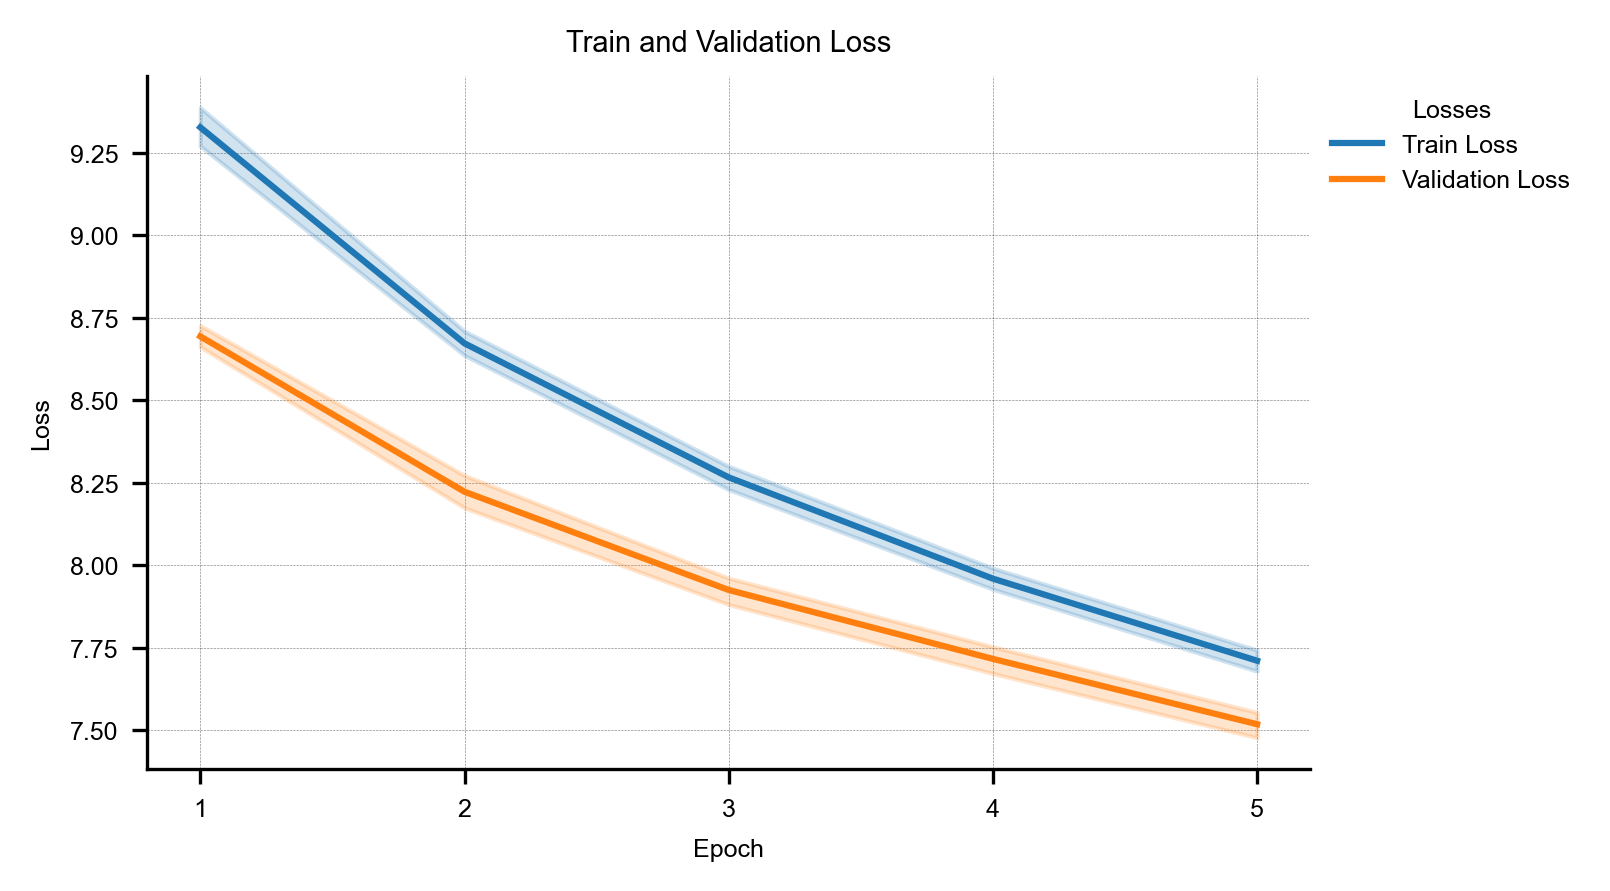 Train and Validation Loss
Losses
Train Loss
Validation Loss
Loss
9.25
9.00
8.75
8.50
8.25
8.00
7.75
7.50
1 2 3 4 5
Epoch